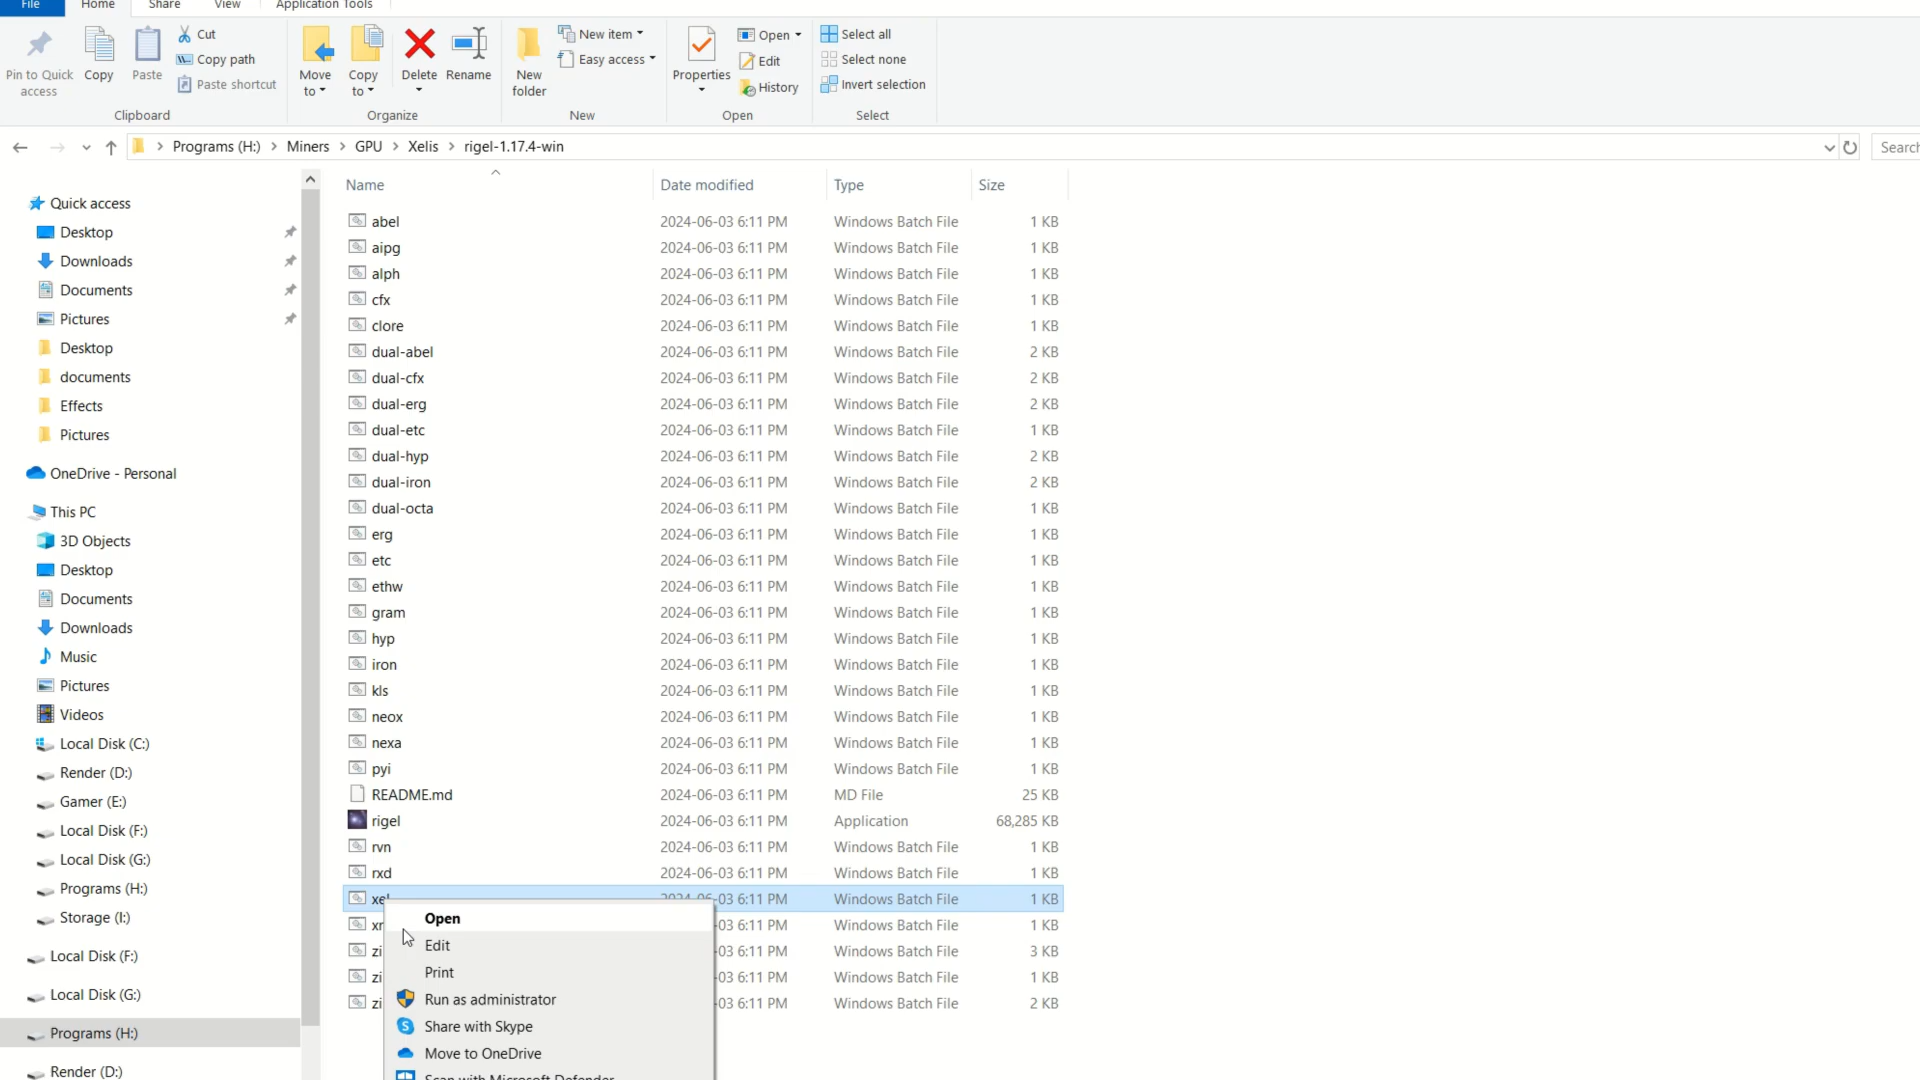 File Home Share View Application Tools
Pin to Quick access
Copy
Paste
Cut
Copy path
Paste shortcut
Clipboard
Move to
Copy to
Delete
Rename
Organize
New folder
New item
Easy access
New
Properties
Open
Edit
History
Open
Select all
Select none
Invert selection
Select
Programs (H:) > Miners > GPU > Xelis > rigel-1.17.4-win
Search
Quick access
Desktop
Downloads
Documents
Pictures
Desktop
documents
Effects
Pictures
OneDrive - Personal
This PC
3D Objects
Desktop
Documents
Downloads
Music
Pictures
Videos
Local Disk (C:)
Render (D:)
Gamer (E:)
Local Disk (F:)
Local Disk (G:)
Programs (H:)
Storage (I:)
Local Disk (F:)
Local Disk (G:)
Programs (H:)
Render (D:)
Name Date modified Type Size
abel 2024-06-03 6:11 PM Windows Batch File 1 KB
aipg 2024-06-03 6:11 PM Windows Batch File 1 KB
alph 2024-06-03 6:11 PM Windows Batch File 1 KB
cfx 2024-06-03 6:11 PM Windows Batch File 1 KB
clore 2024-06-03 6:11 PM Windows Batch File 1 KB
dual-abel 2024-06-03 6:11 PM Windows Batch File 2 KB
dual-cfx 2024-06-03 6:11 PM Windows Batch File 2 KB
dual-erg 2024-06-03 6:11 PM Windows Batch File 2 KB
dual-etc 2024-06-03 6:11 PM Windows Batch File 2 KB
dual-hyp 2024-06-03 6:11 PM Windows Batch File 2 KB
dual-iron 2024-06-03 6:11 PM Windows Batch File 2 KB
dual-octa 2024-06-03 6:11 PM Windows Batch File 1 KB
erg 2024-06-03 6:11 PM Windows Batch File 1 KB
etc 2024-06-03 6:11 PM Windows Batch File 1 KB
ethw 2024-06-03 6:11 PM Windows Batch File 1 KB
gram 2024-06-03 6:11 PM Windows Batch File 1 KB
hyp 2024-06-03 6:11 PM Windows Batch File 1 KB
iron 2024-06-03 6:11 PM Windows Batch File 1 KB
kls 2024-06-03 6:11 PM Windows Batch File 1 KB
neox 2024-06-03 6:11 PM Windows Batch File 1 KB
nexa 2024-06-03 6:11 PM Windows Batch File 1 KB
pyi 2024-06-03 6:11 PM Windows Batch File 1 KB
README.md 2024-06-03 6:11 PM MD File 25 KB
rigel 2024-06-03 6:11 PM Application 68,285 KB
rvn 2024-06-03 6:11 PM Windows Batch File 1 KB
rxd 2024-06-03 6:11 PM Windows Batch File 1 KB
xel 2024-06-03 6:11 PM Windows Batch File 1 KB
-03 6:11 PM Windows Batch File 1 KB
zi -03 6:11 PM Windows Batch File 3 KB
zi -03 6:11 PM Windows Batch File 1 KB
zi -03 6:11 PM Windows Batch File 2 KB
Open
Edit
Print
Run as administrator
Share with Skype
Move to OneDrive
Scan with Microsoft Defender